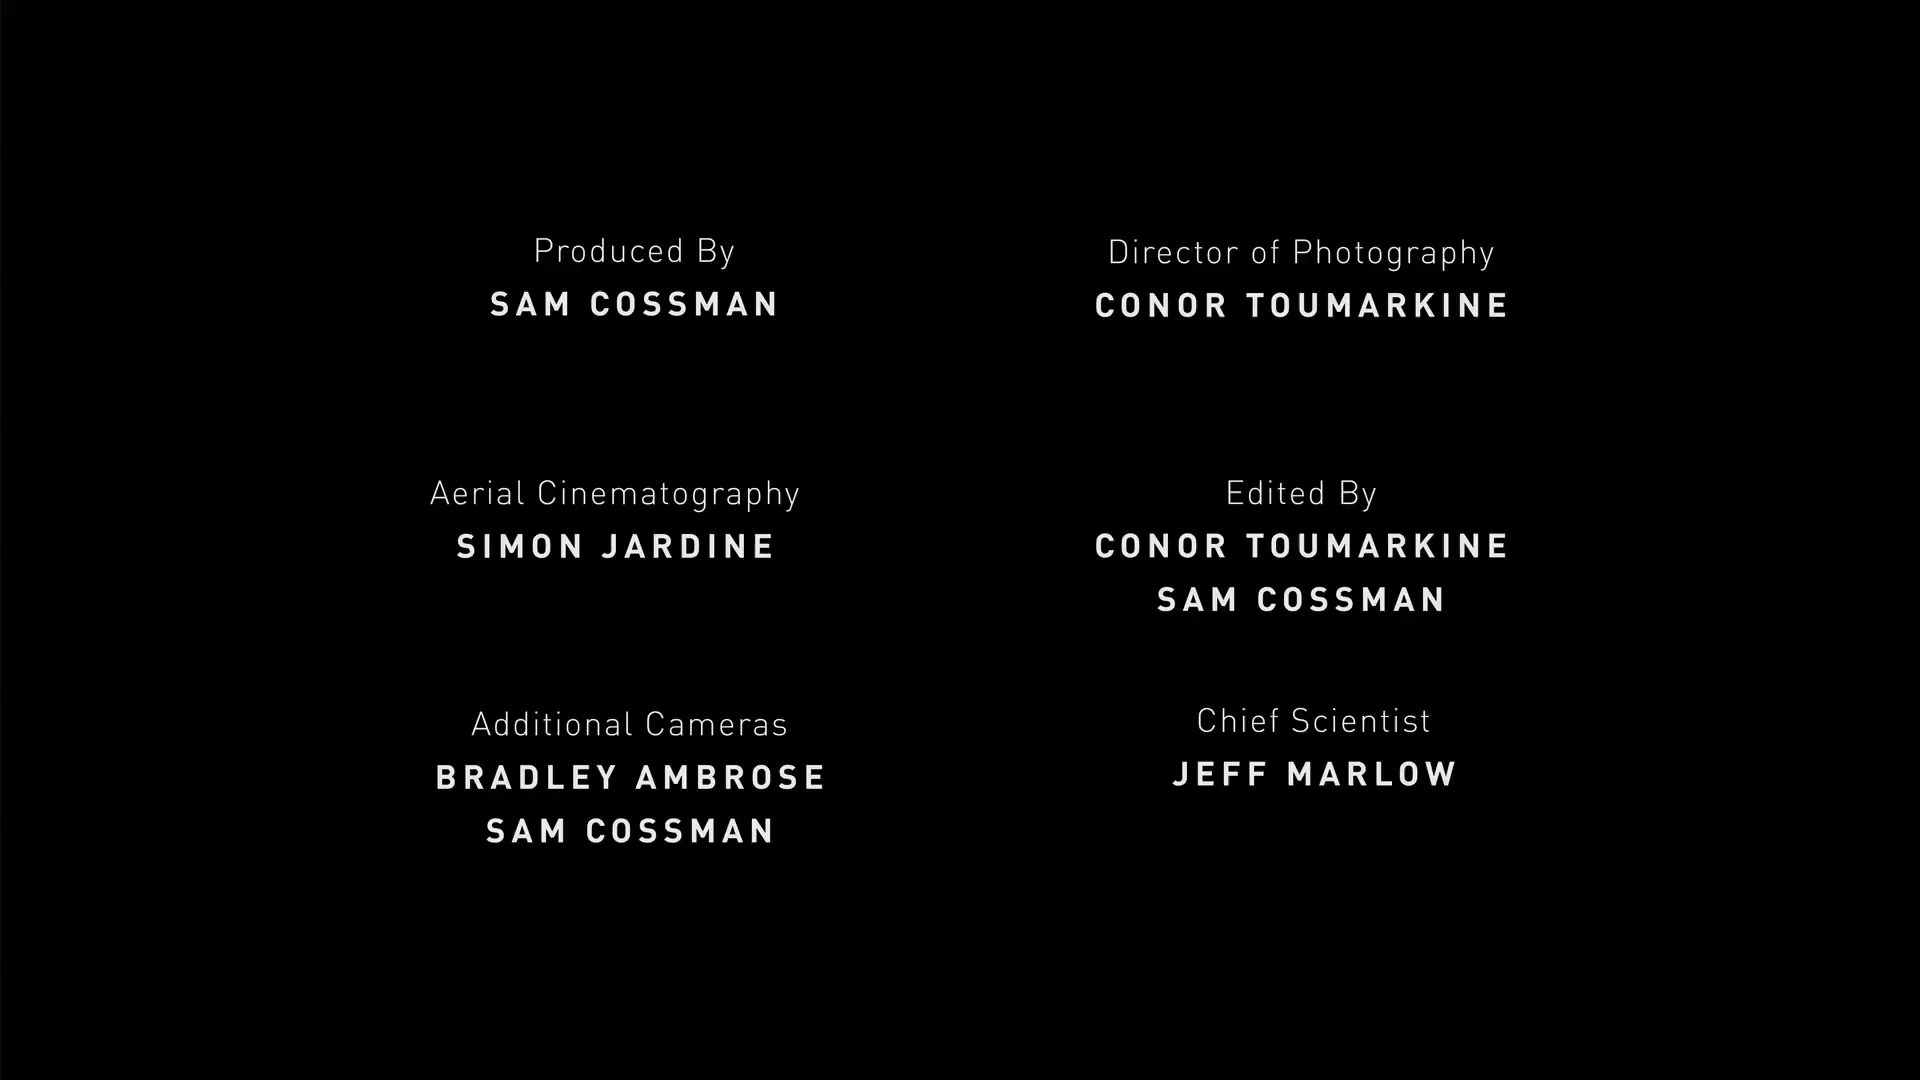 Produced By
SAM COSSMAN
Director of Photography
CONOR TOUMARKINE
Aerial Cinematography
SIMON JARDINE
Edited By
CONOR TOUMARKINE
SAM COSSMAN
Additional Cameras
BRADLEY AMBROSE
SAM COSSMAN
Chief Scientist
JEFF MARLOW